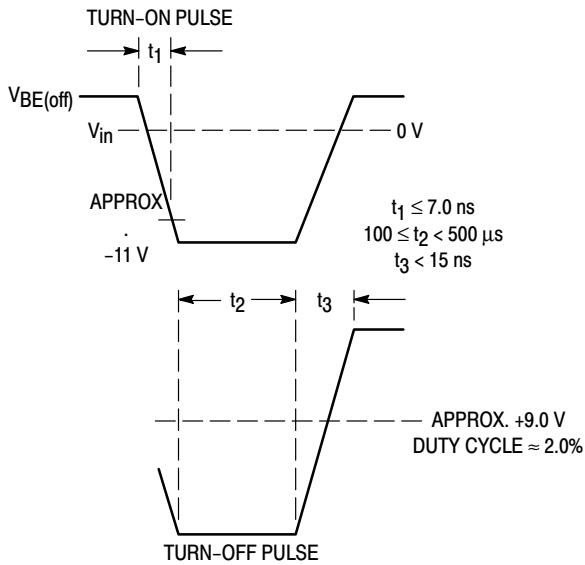 TURN–ON PULSE
t1
VBE(off)
Vin
0 V
APPROX
.
–11 V
t1 ≤ 7.0 ns
100 ≤ t2 < 500 μs
t3 < 15 ns
t2
t3
APPROX. +9.0 V
DUTY CYCLE ≈ 2.0%
TURN–OFF PULSE